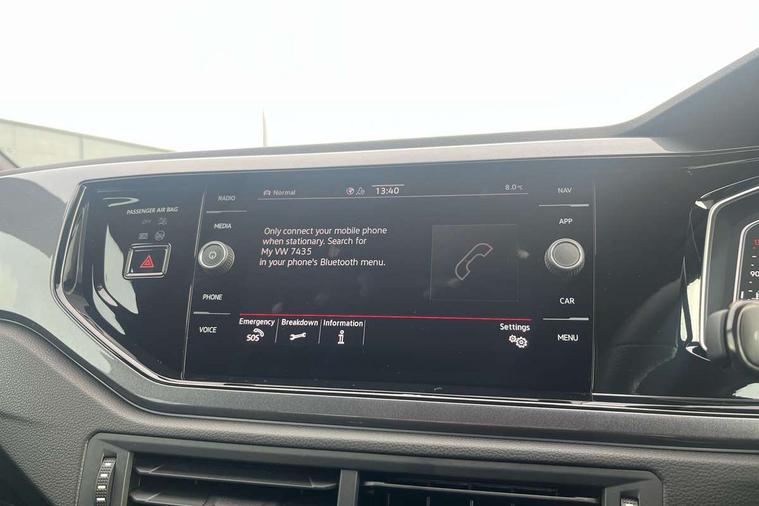 PASSENGER AIR BAG
OFF
RADIO
MEDIA
PHONE
VOICE
Normal
13:40
8.0°C
Only connect your mobile phone
when stationary. Search for
My VW 7435
in your phone's Bluetooth menu.
Emergency
SOS
Breakdown
Information
Settings
NAV
APP
CAR
MENU
90